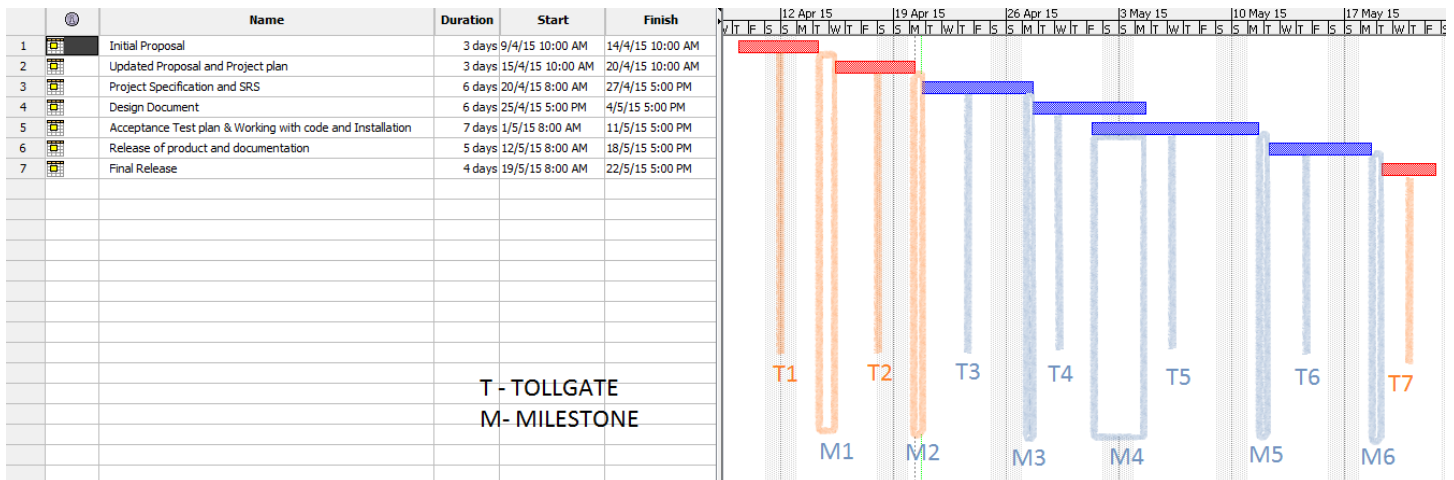 Name Duration Start Finish
1 Initial Proposal 3 days 9/4/15 10:00 AM 14/4/15 10:00 AM
2 Updated Proposal and Project plan 3 days 15/4/15 10:00 AM 20/4/15 10:00 AM
3 Project Specification and SRS 6 days 20/4/15 8:00 AM 27/4/15 5:00 PM
4 Design Document 6 days 25/4/15 5:00 PM 4/5/15 5:00 PM
5 Acceptance Test plan & Working with code and Installation 7 days 1/5/15 8:00 AM 11/5/15 5:00 PM
6 Release of product and documentation 5 days 12/5/15 8:00 AM 18/5/15 5:00 PM
7 Final Release 4 days 19/5/15 8:00 AM 22/5/15 5:00 PM
T - TOLLGATE
M- MILESTONE
12 Apr 15 19 Apr 15 26 Apr 15 3 May 15 10 May 15 17 May 15
T F S S M T W T F S S M T W T F S S M T W T F S S M T W T F S S M T W T F S S M T W T F S
T1 T2 T3 T4 T5 T6 T7
M1 M2 M3 M4 M5 M6